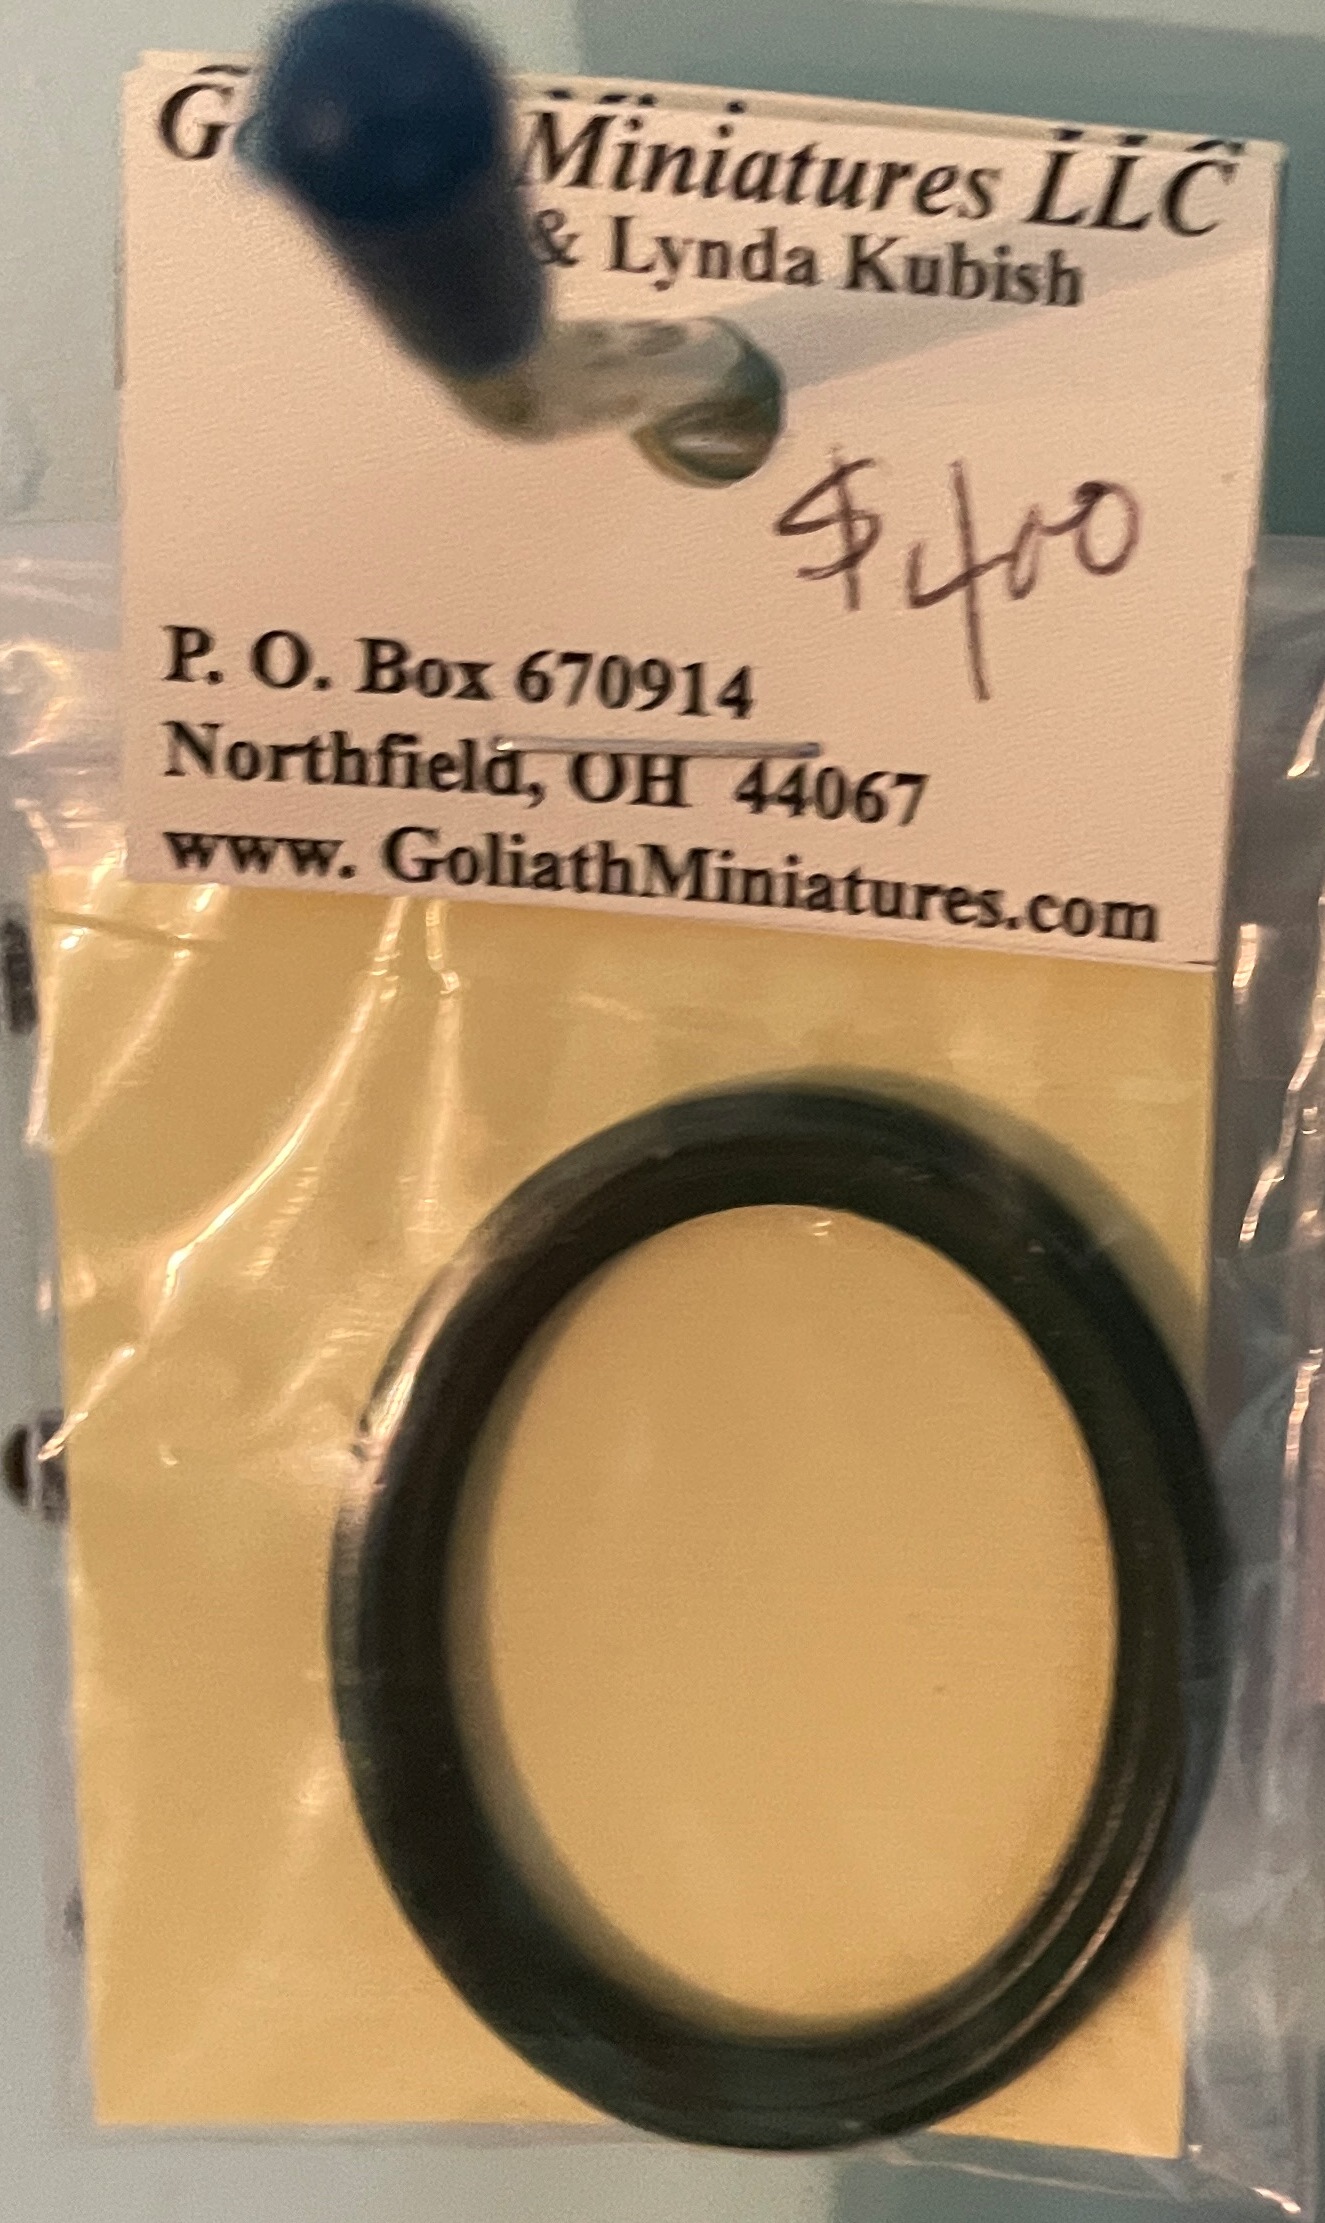 Miniatures LLC
& Lynda Kubish
$400
P. O. Box 670914
Northfield, OH 44067
www. GoliathMiniatures.com